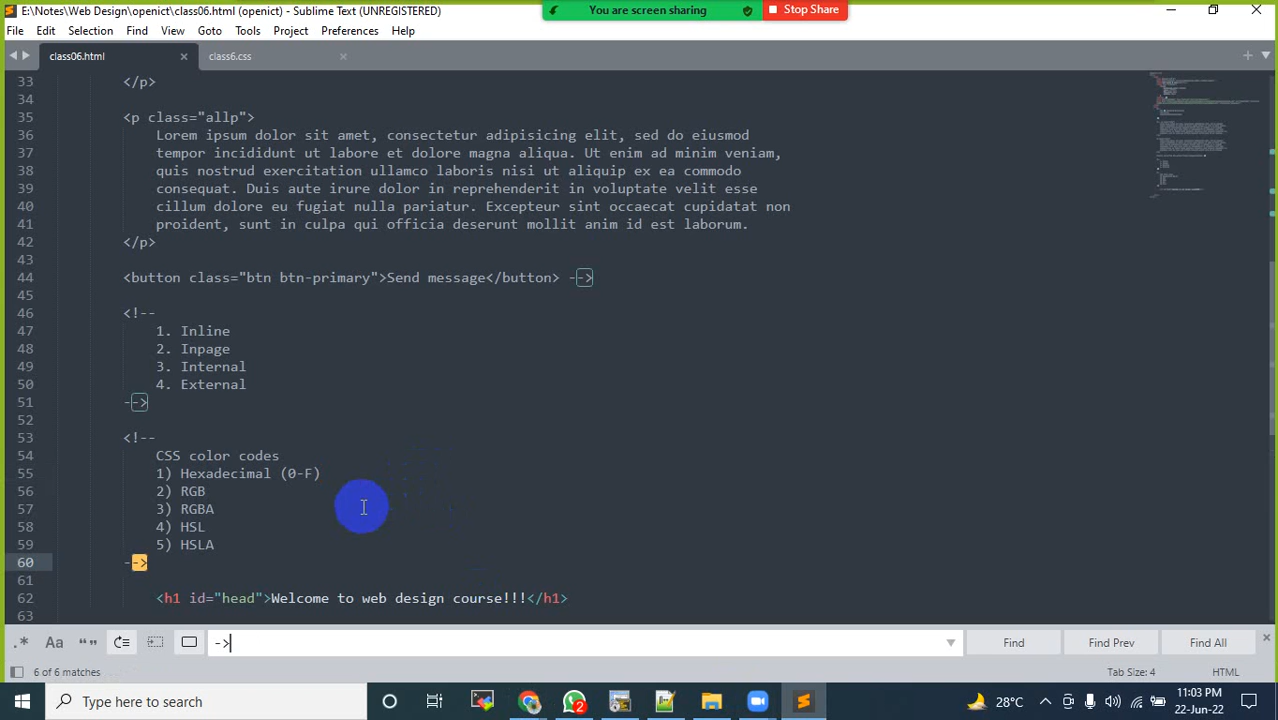 E:\Notes\Web Design\openict\class06.html (openict) - Sublime Text (UNREGISTERED)
You are screen sharing
Stop Share
File Edit Selection Find View Goto Tools Project Preferences Help
class06.html
class6.css
33 </p>
34
35 <p class="allp">
36 Lorem ipsum dolor sit amet, consectetur adipisicing elit, sed do eiusmod
37 tempor incididunt ut labore et dolore magna aliqua. Ut enim ad minim veniam,
38 quis nostrud exercitation ullamco laboris nisi ut aliquip ex ea commodo
39 consequat. Duis aute irure dolor in reprehenderit in voluptate velit esse
40 cillum dolore eu fugiat nulla pariatur. Excepteur sint occaecat cupidatat non
41 proident, sunt in culpa qui officia deserunt mollit anim id est laborum.
42 </p>
43
44 <button class="btn btn-primary">Send message</button> -->
45
46 <!--
47 1. Inline
48 2. Inpage
49 3. Internal
50 4. External
51 -->
52
53 <!--
54 CSS color codes
55 1) Hexadecimal (0-F)
56 2) RGB
57 3) RGBA
58 4) HSL
59 5) HSLA
60 -->
61
62 <h1 id="head">Welcome to web design course!!!</h1>
63
.* Aa “” ->
Find Find Prev Find All
6 of 6 matches
Tab Size: 4
HTML
Type here to search
2
28°C
11:03 PM
22-Jun-22